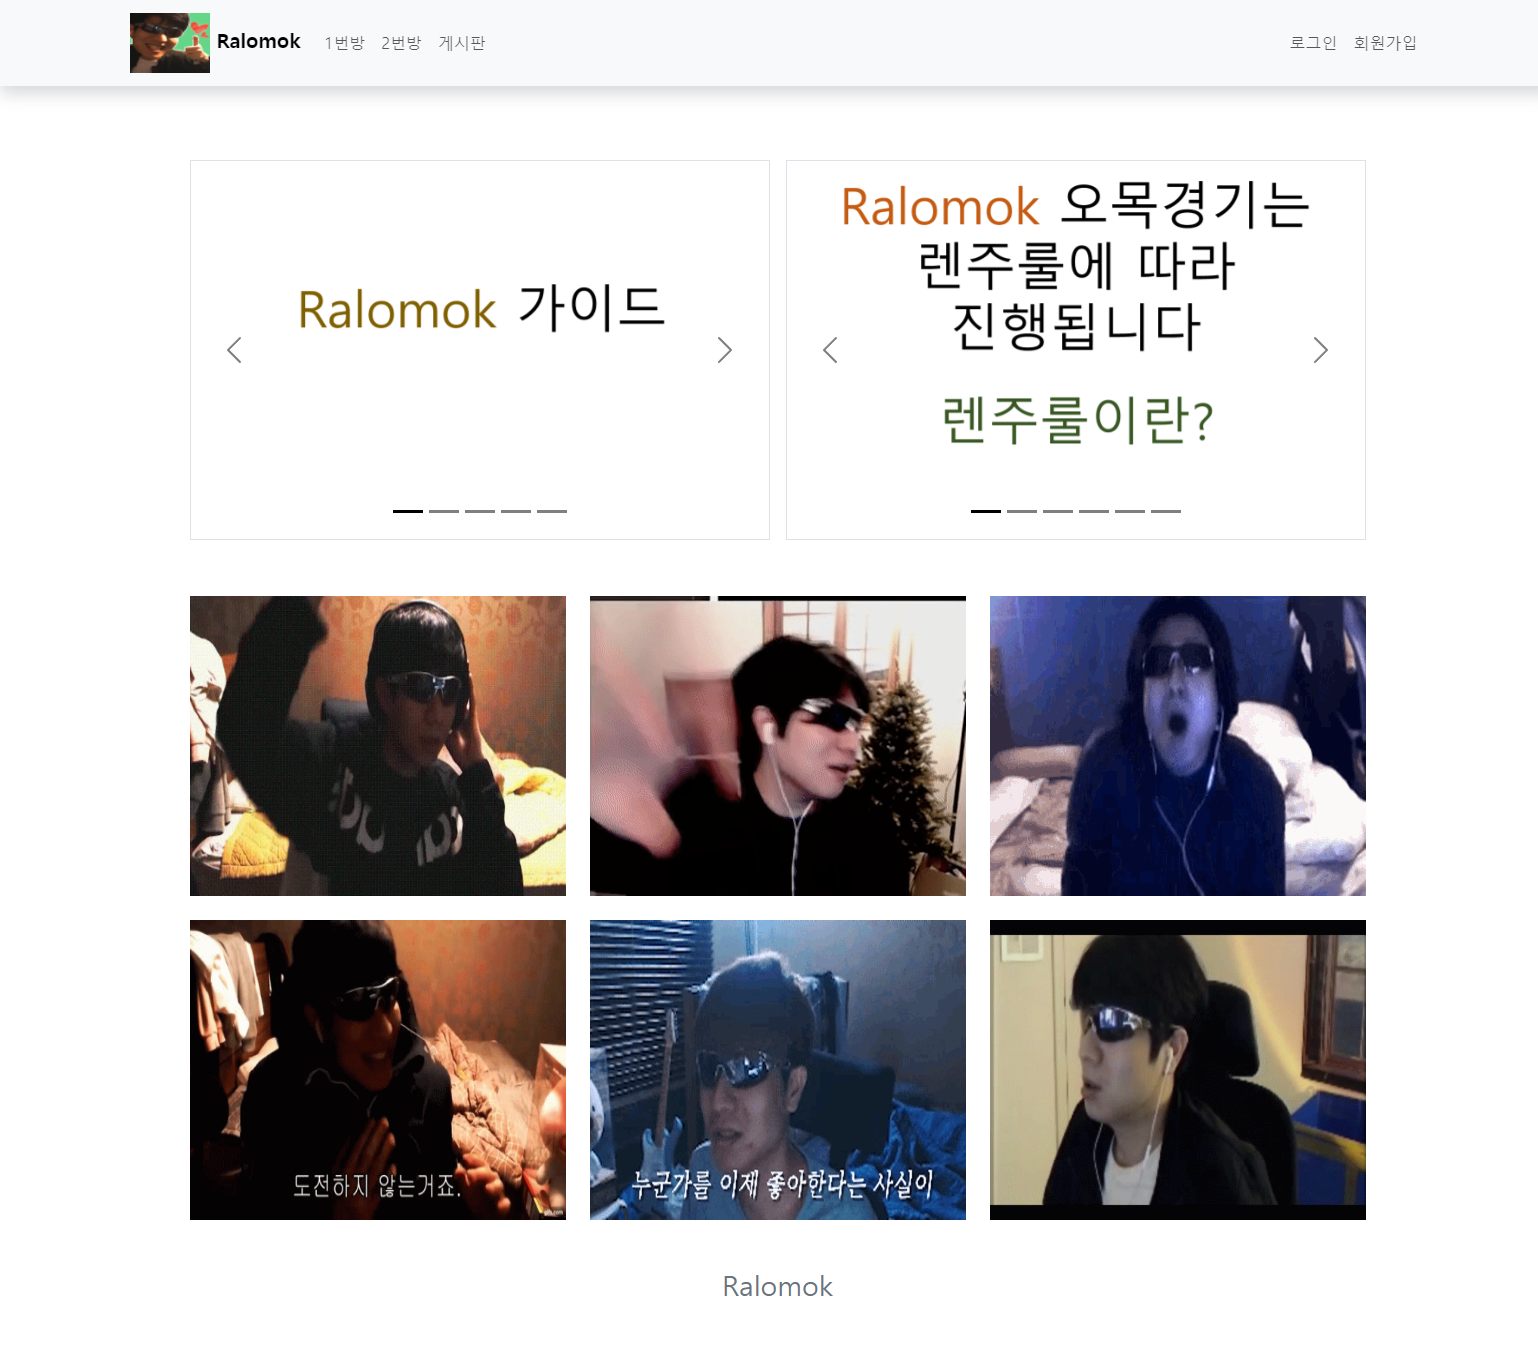 Ralomok 1번방 2번방 게시판 로그인 회원가입
Ralomok 가이드
Ralomok 오목경기는
렌주룰에 따라
진행됩니다
렌주룰이란?
도전하지 않는거죠.
누군가를 이제 좋아한다는 사실이
Ralomok